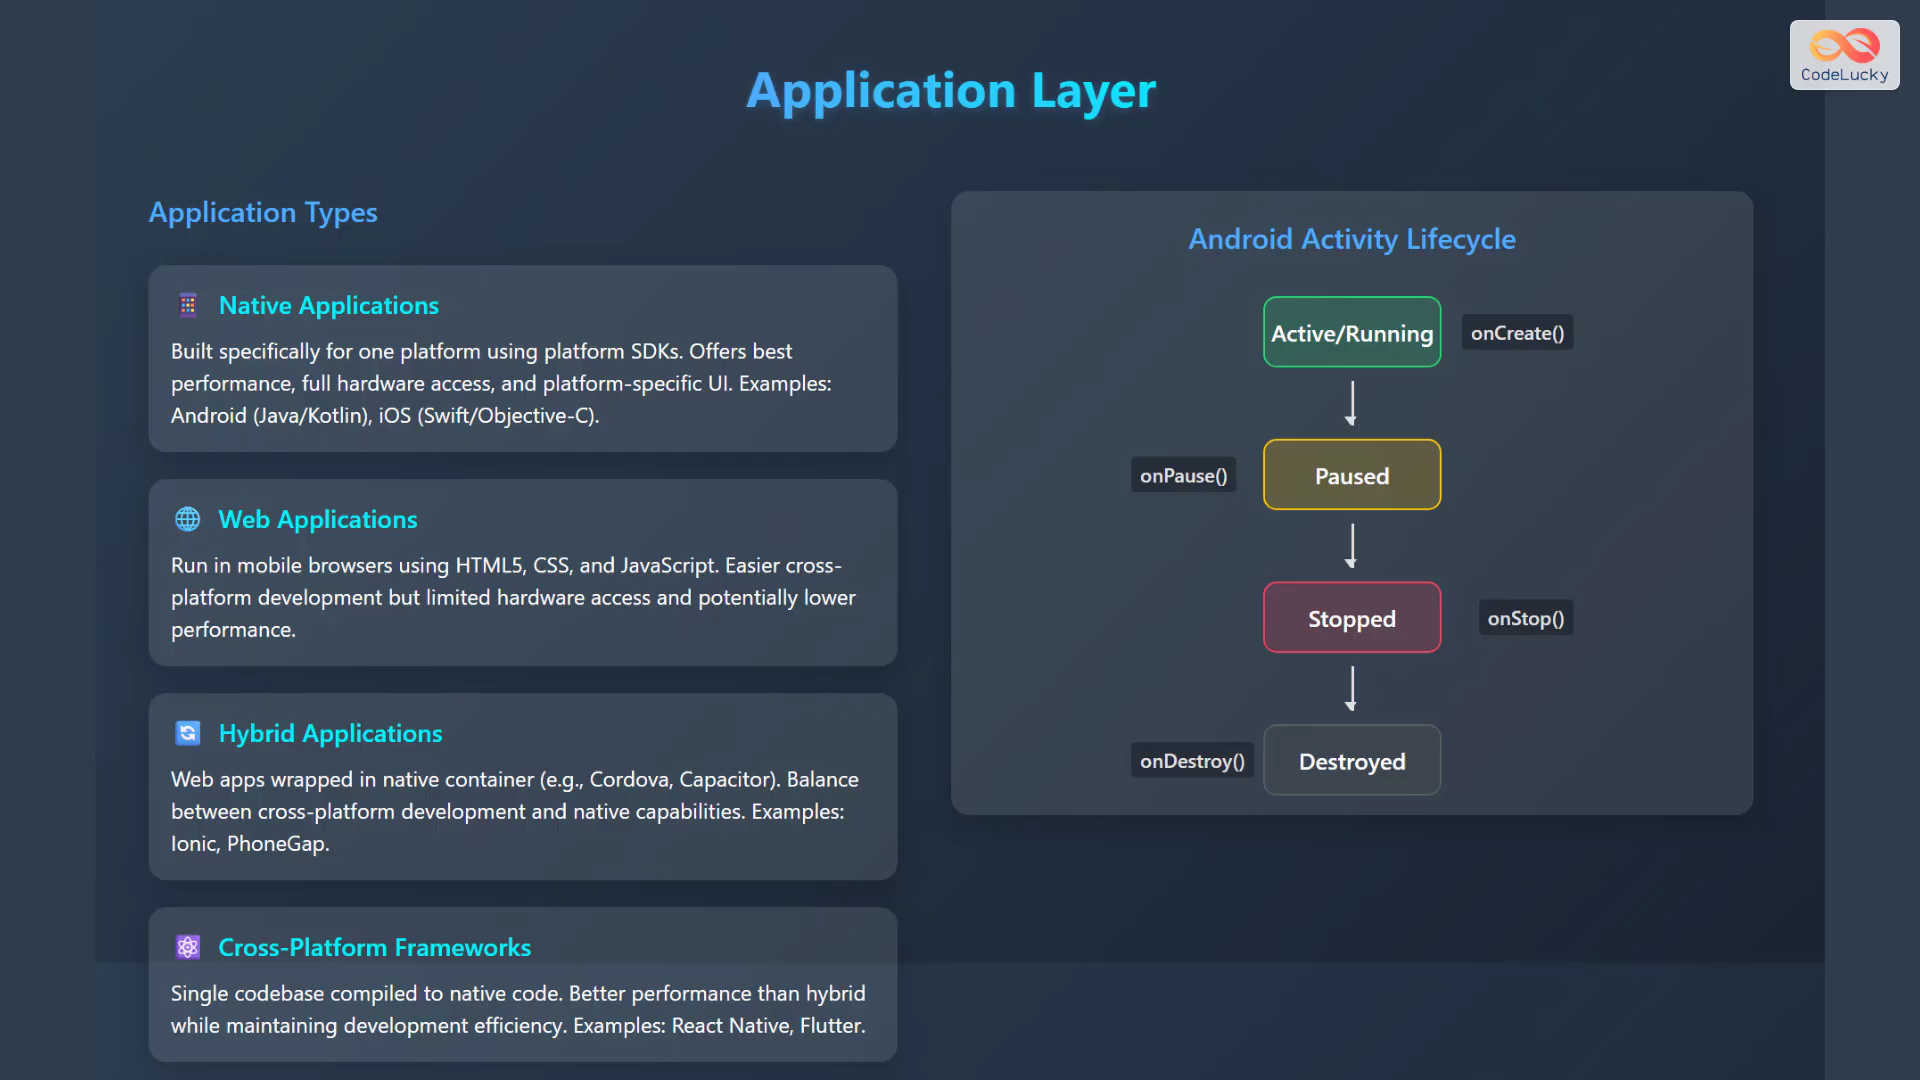 CodeLucky
Application Layer
Application Types
Native Applications
Built specifically for one platform using platform SDKs. Offers best
performance, full hardware access, and platform-specific UI. Examples:
Android (Java/Kotlin), iOS (Swift/Objective-C).
Web Applications
Run in mobile browsers using HTML5, CSS, and JavaScript. Easier cross-
platform development but limited hardware access and potentially lower
performance.
Hybrid Applications
Web apps wrapped in native container (e.g., Cordova, Capacitor). Balance
between cross-platform development and native capabilities. Examples:
Ionic, PhoneGap.
Cross-Platform Frameworks
Single codebase compiled to native code. Better performance than hybrid
while maintaining development efficiency. Examples: React Native, Flutter.
Android Activity Lifecycle
Active/Running
onCreate()
onPause()
Paused
Stopped
onStop()
onDestroy()
Destroyed